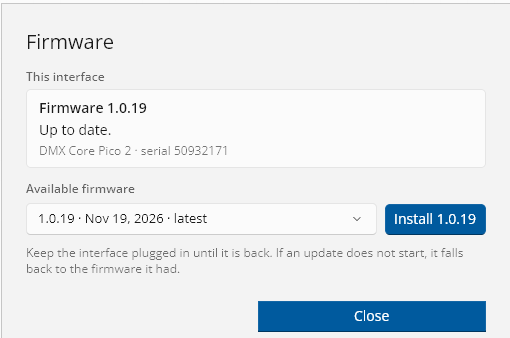 Firmware
This interface
Firmware 1.0.19
Up to date.
DMX Core Pico 2 · serial 50932171
Available firmware
1.0.19 · Nov 19, 2026 · latest
Install 1.0.19
Keep the interface plugged in until it is back. If an update does not start, it falls
back to the firmware it had.
Close